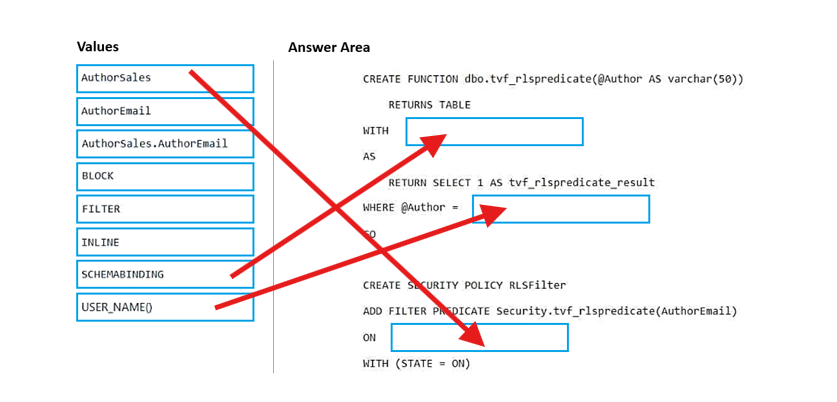 Values
AuthorSales
AuthorEmail
AuthorSales.AuthorEmail
BLOCK
FILTER
INLINE
SCHEMABINDING
USER_NAME()
Answer Area
CREATE FUNCTION dbo.tvf_rlspredicate(@Author AS varchar(50))
RETURNS TABLE
WITH
AS
RETURN SELECT 1 AS tvf_rlspredicate_result
WHERE @Author =
GO
CREATE SECURITY POLICY RLSFilter
ADD FILTER PREDICATE Security.tvf_rlspredicate(AuthorEmail)
ON
WITH (STATE = ON)